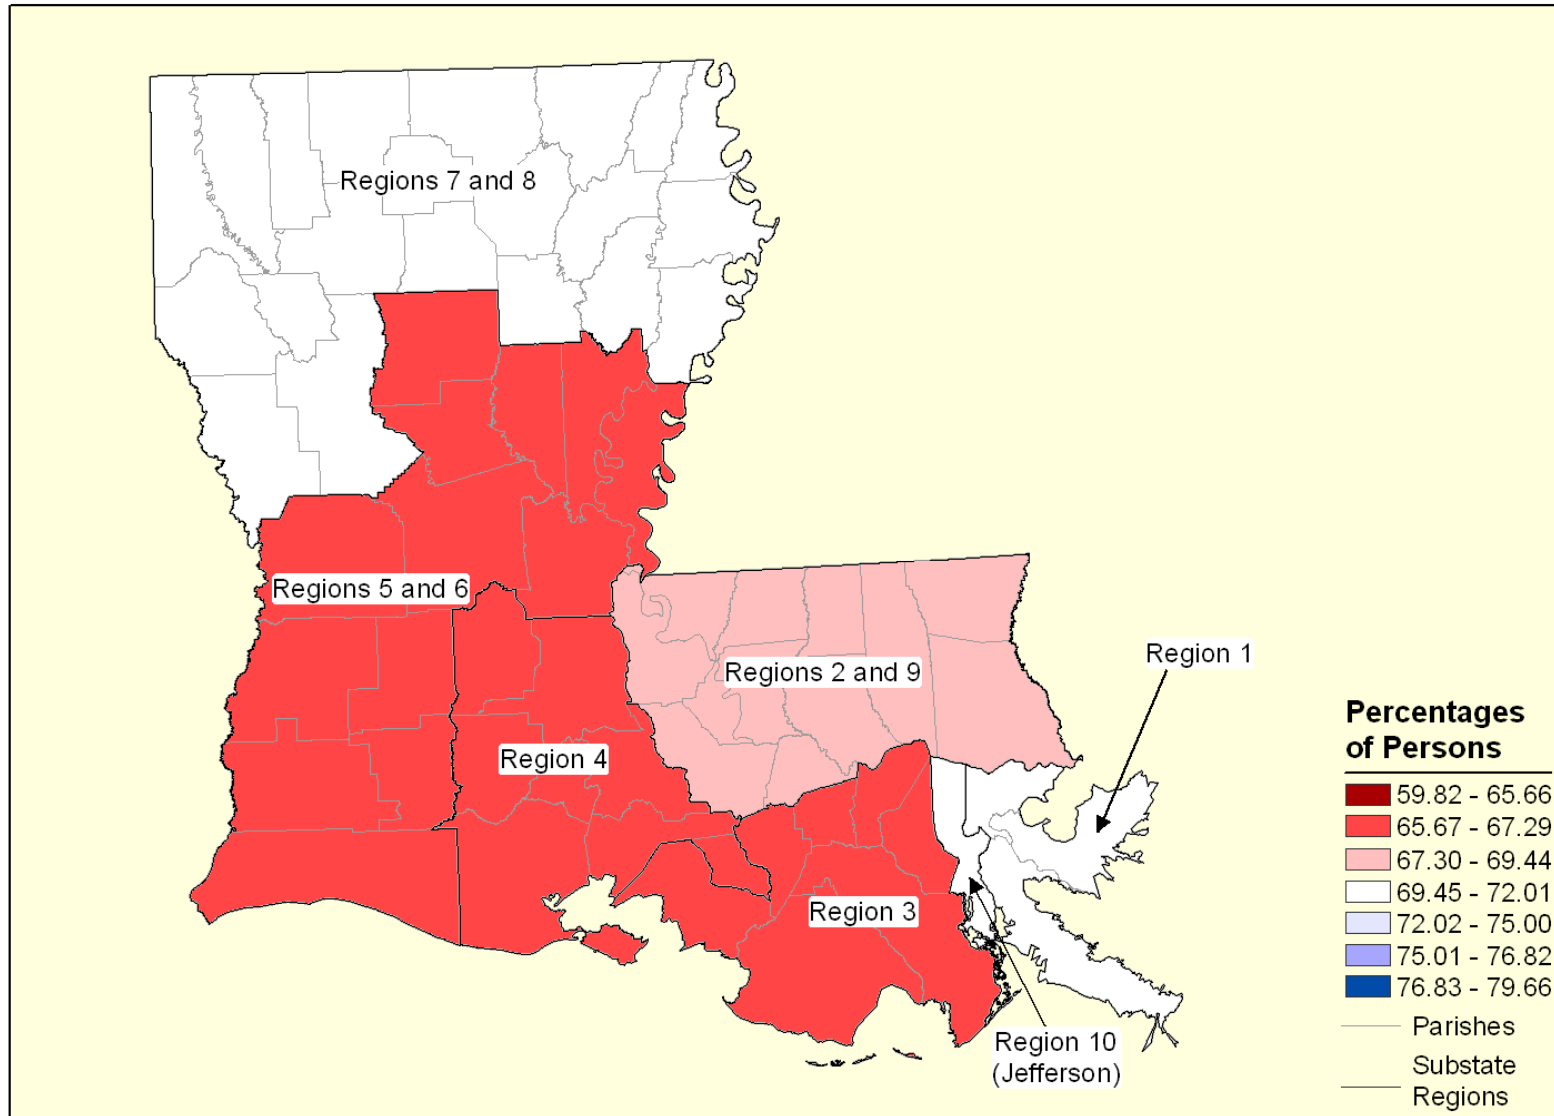 Regions 7 and 8
Regions 5 and 6
Region 1
Regions 2 and 9
Region 4
Region 3
Region 10
(Jefferson)
Percentages
of Persons
59.82 - 65.66
65.67 - 67.29
67.30 - 69.44
69.45 - 72.01
72.02 - 75.00
75.01 - 76.82
76.83 - 79.66
Parishes
Substate
Regions